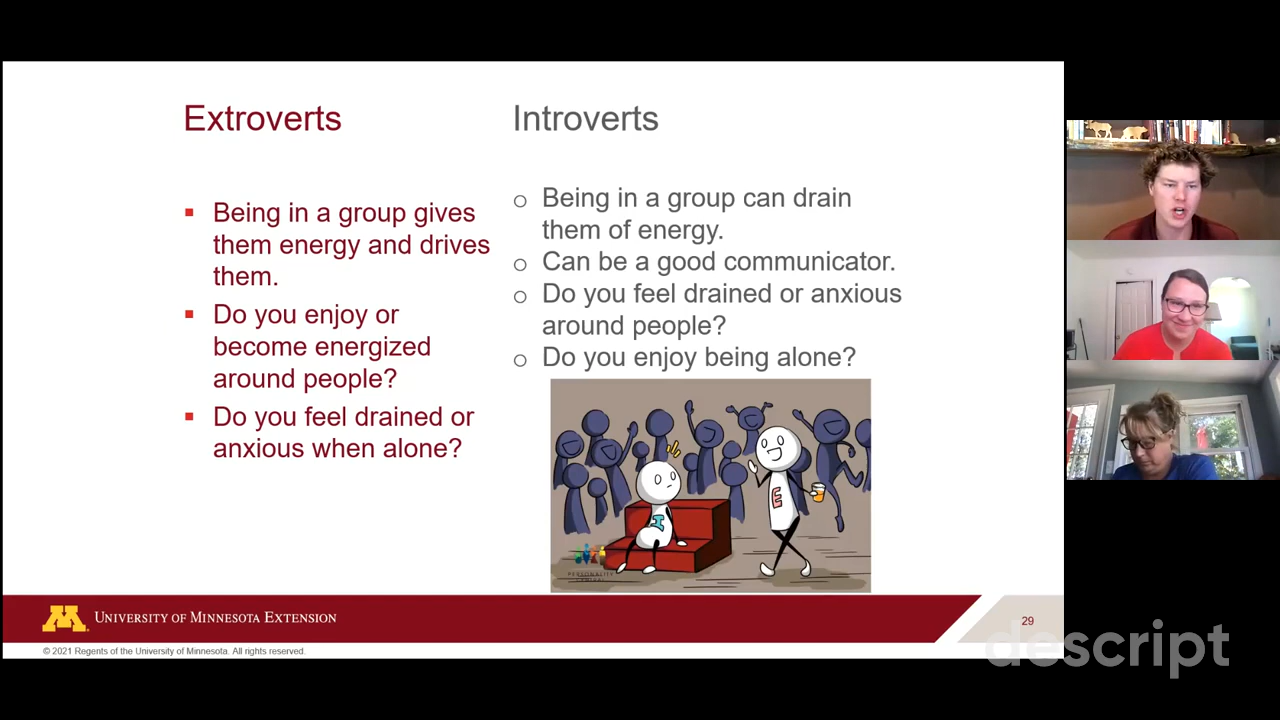 Extroverts
Being in a group gives
them energy and drives
them.
Do you enjoy or
become energized
around people?
Do you feel drained or
anxious when alone?
Introverts
Being in a group can drain
them of energy.
Can be a good communicator.
Do you feel drained or anxious
around people?
Do you enjoy being alone?
I
E
PERSONALITY
CENTRAL
M
UNIVERSITY OF MINNESOTA EXTENSION
29
© 2021 Regents of the University of Minnesota. All rights reserved.
descript